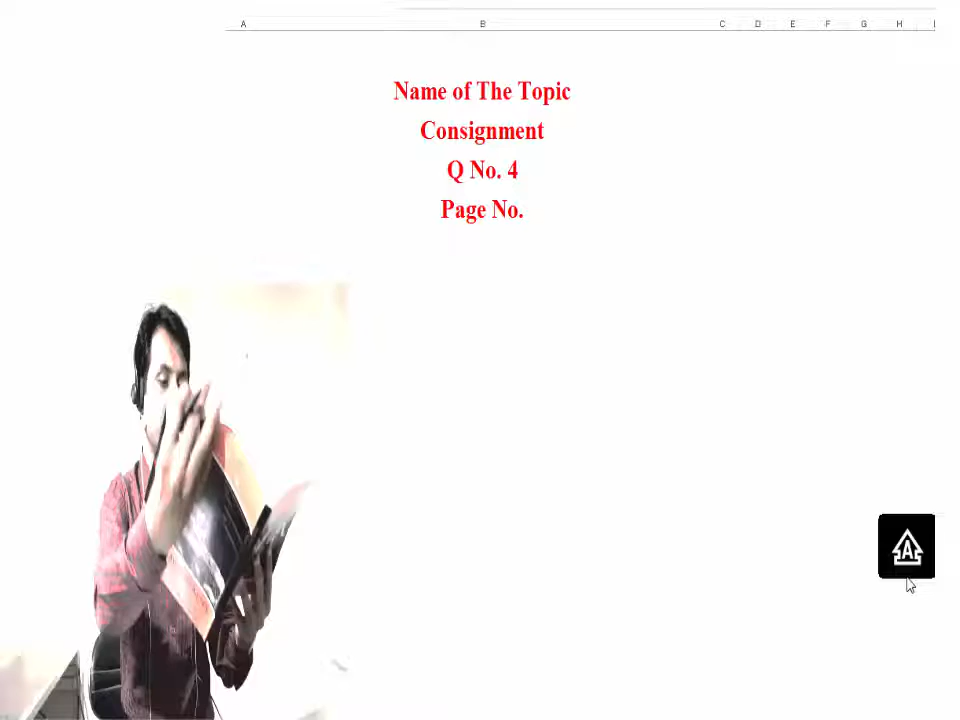 A B C D E F G H I
Name of The Topic
Consignment
Q No. 4
Page No.
A